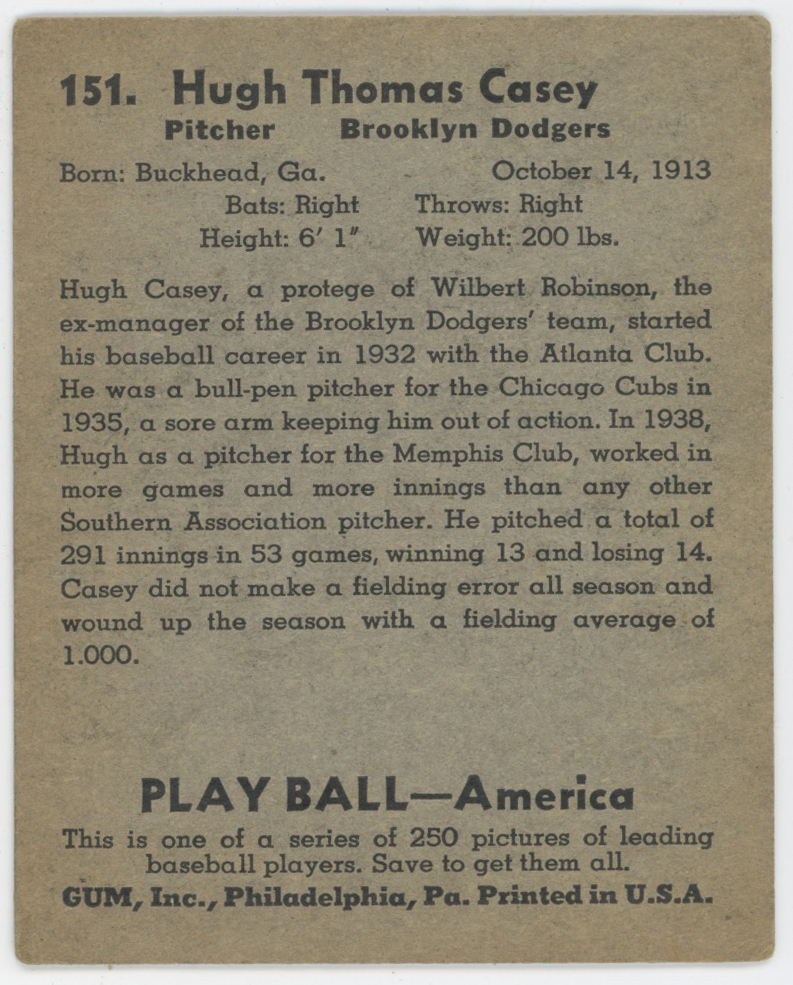 151. Hugh Thomas Casey
Pitcher Brooklyn Dodgers
Born: Buckhead, Ga. October 14, 1913
Bats: Right Throws: Right
Height: 6' 1" Weight: 200 lbs.
Hugh Casey, a protege of Wilbert Robinson, the
ex-manager of the Brooklyn Dodgers' team, started
his baseball career in 1932 with the Atlanta Club.
He was a bull-pen pitcher for the Chicago Cubs in
1935, a sore arm keeping him out of action. In 1938,
Hugh as a pitcher for the Memphis Club, worked in
more games and more innings than any other
Southern Association pitcher. He pitched a total of
291 innings in 53 games, winning 13 and losing 14.
Casey did not make a fielding error all season and
wound up the season with a fielding average of
1.000.
PLAY BALL—America
This is one of a series of 250 pictures of leading
baseball players. Save to get them all.
GUM, Inc., Philadelphia, Pa. Printed in U.S.A.